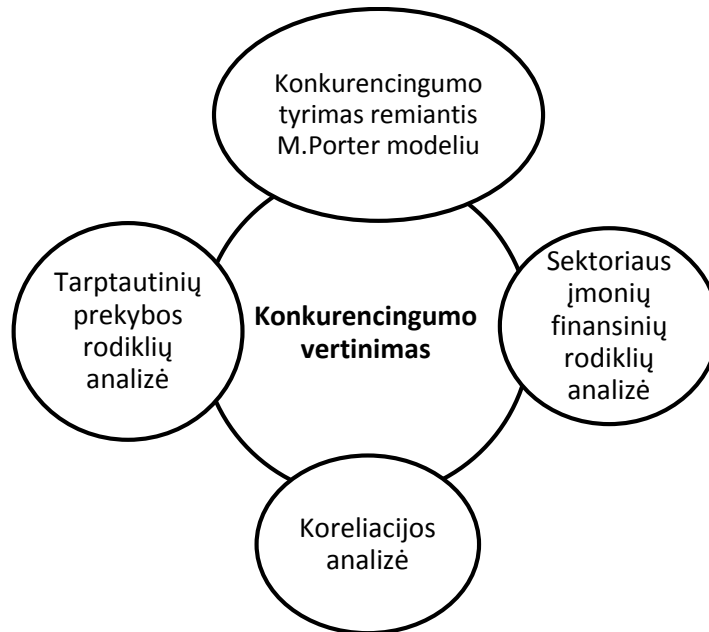 Konkurencingumo
tyrimas remiantis
M.Porter modeliu
Tarptautinių
prekybos
rodiklių
analizė
Konkurencingumo
vertinimas
Sektoriaus
įmonių
finansinių
rodiklių
analizė
Koreliacijos
analizė